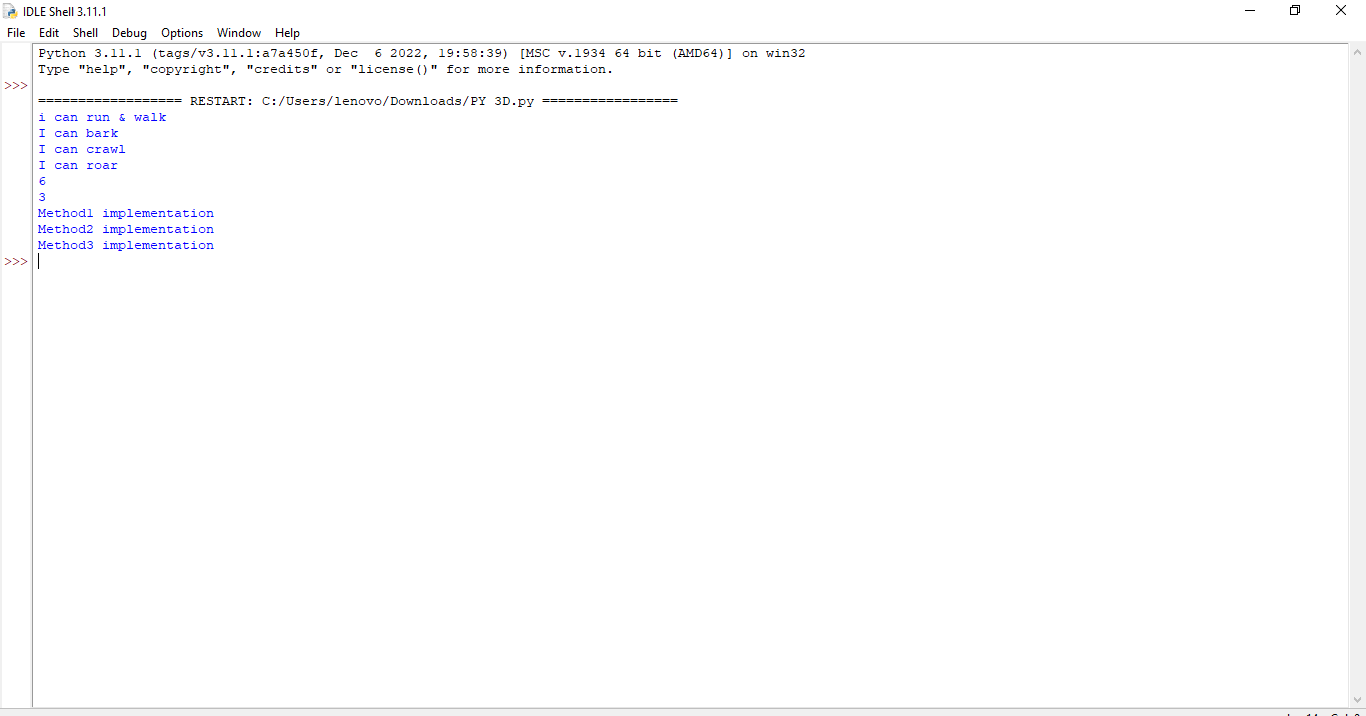 IDLE Shell 3.11.1
File Edit Shell Debug Options Window Help
Python 3.11.1 (tags/v3.11.1:a7a450f, Dec  6 2022, 19:58:39) [MSC v.1934 64 bit (AMD64)] on win32
Type "help", "copyright", "credits" or "license()" for more information.
>>>
================== RESTART: C:/Users/lenovo/Downloads/PY 3D.py =================
i can run & walk
I can bark
I can crawl
I can roar
6
3
Method1 implementation
Method2 implementation
Method3 implementation
>>>